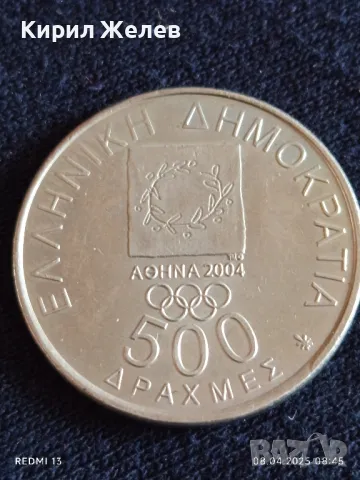 Кирил Желев
ΕΛΛΗΝΙΚΗ ΔΗΜΟΚΡΑΤΙΑ
ΑΘΗΝΑ 2004
500
ΔΡΑΧΜΕΣ
REDMI 13
08.04.2025 08:45